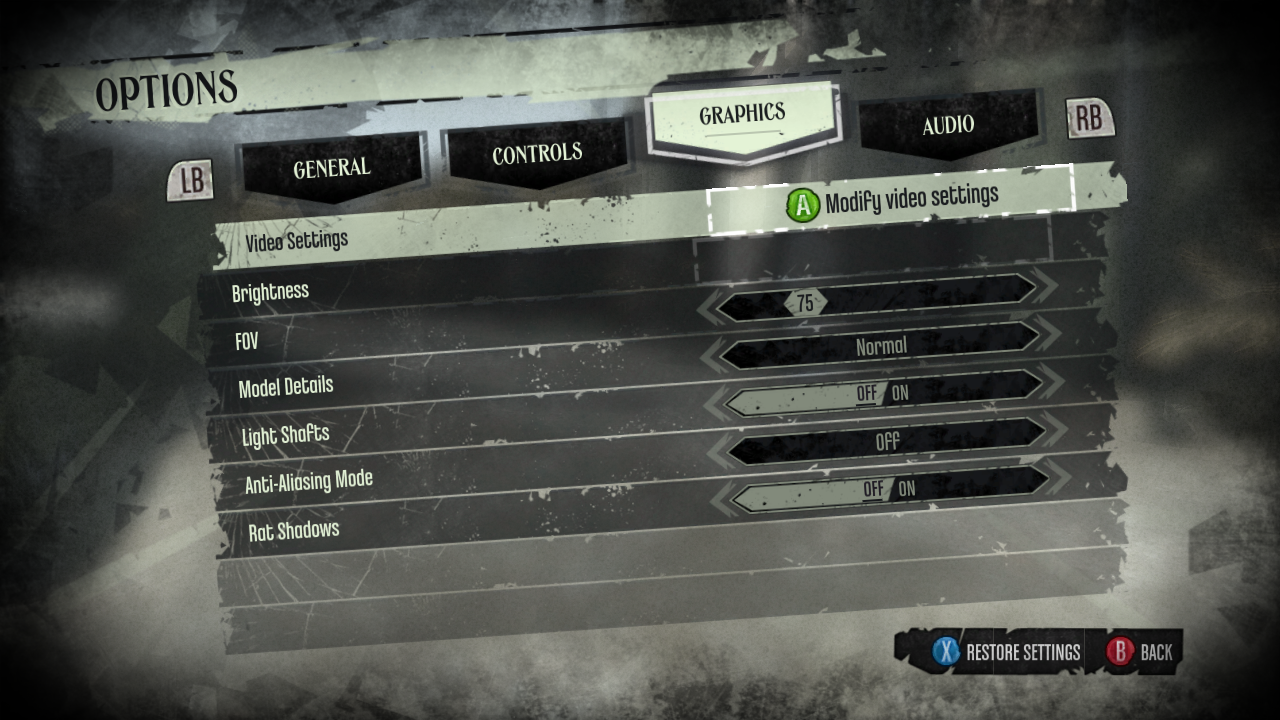 OPTIONS
LB
GENERAL
CONTROLS
GRAPHICS
AUDIO
RB
Video Settings
A Modify video settings
Brightness
FOV
75
Model Details
Normal
Light Shafts
OFF ON
Anti-Aliasing Mode
Off
Rat Shadows
OFF ON
X RESTORE SETTINGS
B BACK